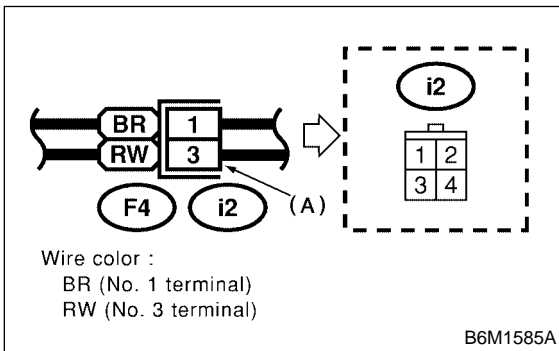 i2
BR 1
RW 3
1 2
3 4
F4 i2 (A)
Wire color :
BR (No. 1 terminal)
RW (No. 3 terminal)
B6M1585A